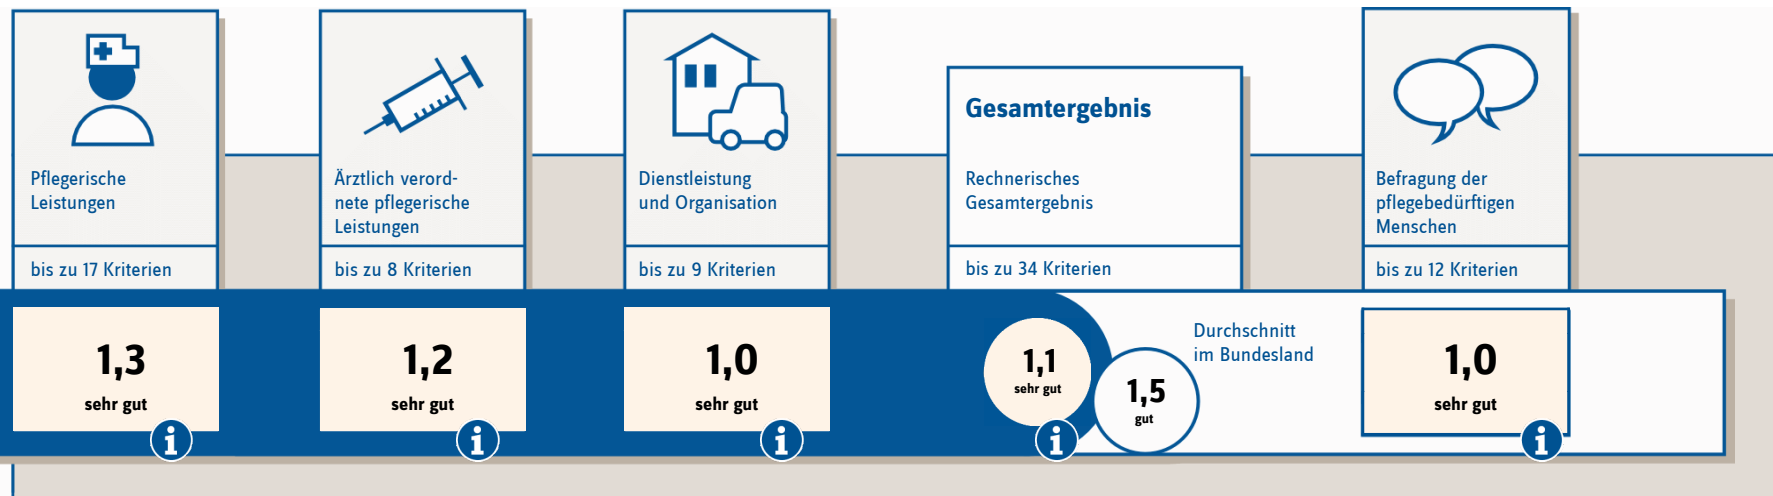 Pflegerische
Leistungen
bis zu 17 Kriterien
1,3
sehr gut
Ärztlich verord-
nete pflegerische
Leistungen
bis zu 8 Kriterien
1,2
sehr gut
Dienstleistung
und Organisation
bis zu 9 Kriterien
1,0
sehr gut
Gesamtergebnis
Rechnerisches
Gesamtergebnis
bis zu 34 Kriterien
1,1
sehr gut
1,5
gut
Durchschnitt
im Bundesland
Befragung der
pflegebedürftigen
Menschen
bis zu 12 Kriterien
1,0
sehr gut